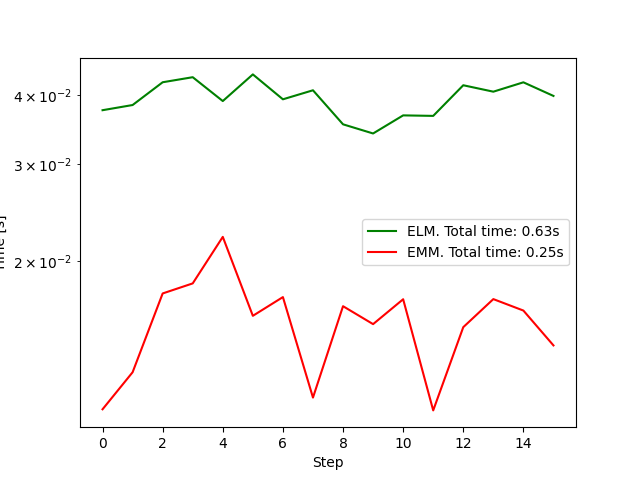 4 × 10⁻²
3 × 10⁻²
2 × 10⁻²
ELM. Total time: 0.63s
EMM. Total time: 0.25s
0 2 4 6 8 10 12 14
Step